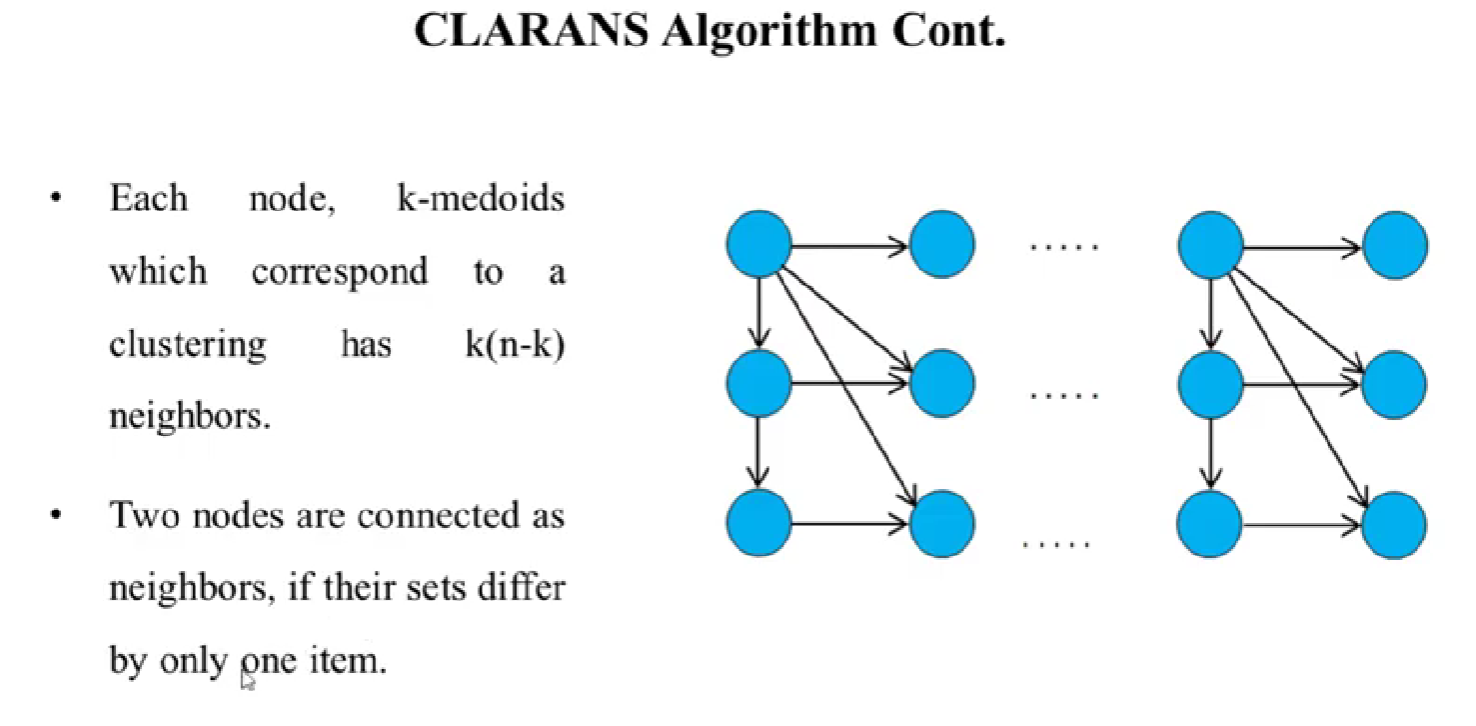 CLARANS Algorithm Cont.
• Each node, k-medoids
which correspond to a
clustering has k(n-k)
neighbors.
• Two nodes are connected as
neighbors, if their sets differ
by only one item.
.....
.....
.....